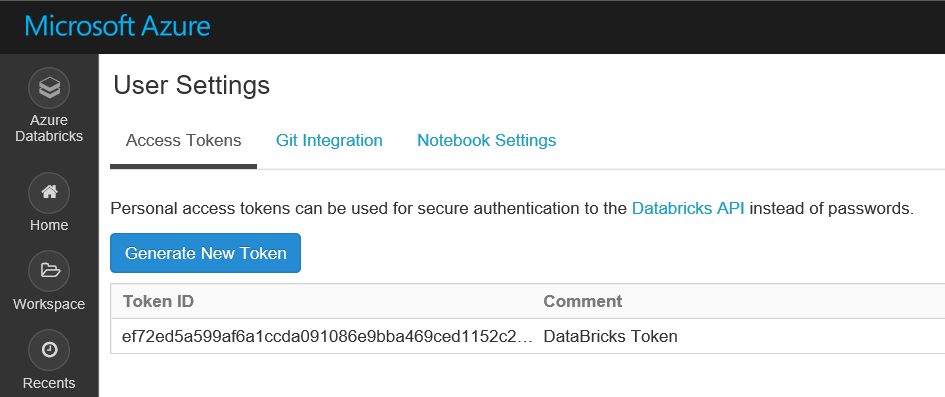 Microsoft Azure
User Settings
Azure
Databricks
Access Tokens Git Integration Notebook Settings
Home
Personal access tokens can be used for secure authentication to the Databricks API instead of passwords.
Generate New Token
Workspace
Token ID Comment
ef72ed5a599af6a1ccda091086e9bba469ced1152c2... DataBricks Token
Recents